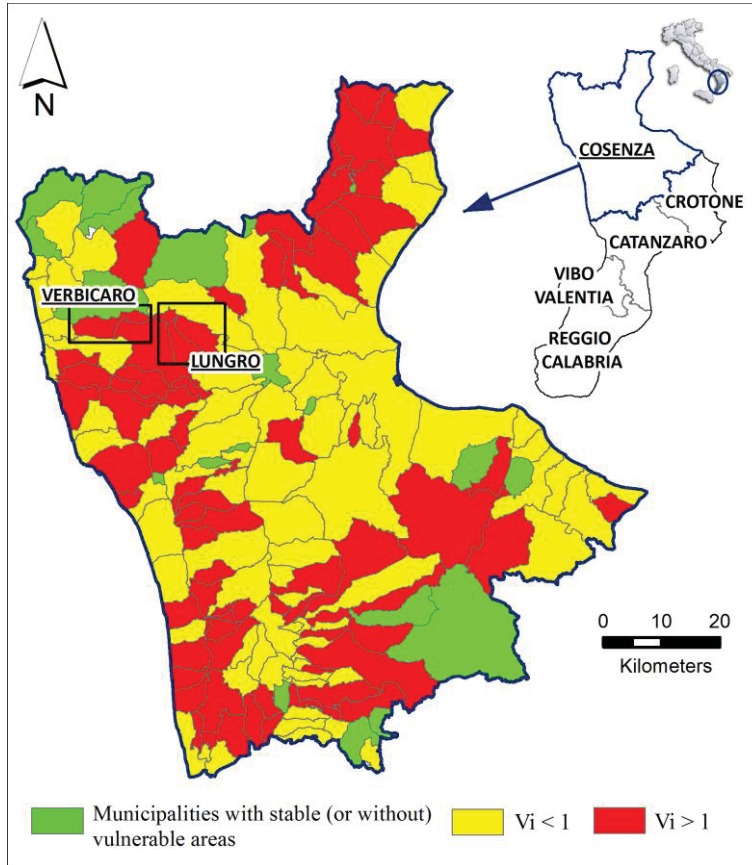 N
COSENZA
CROTONE
CATANZARO
VIBO
VALENTIA
REGGIO
CALABRIA
VERBICARO
LUNGRO
0 10 20
Kilometers
Municipalities with stable (or without)
vulnerable areas
Vi < 1
Vi > 1